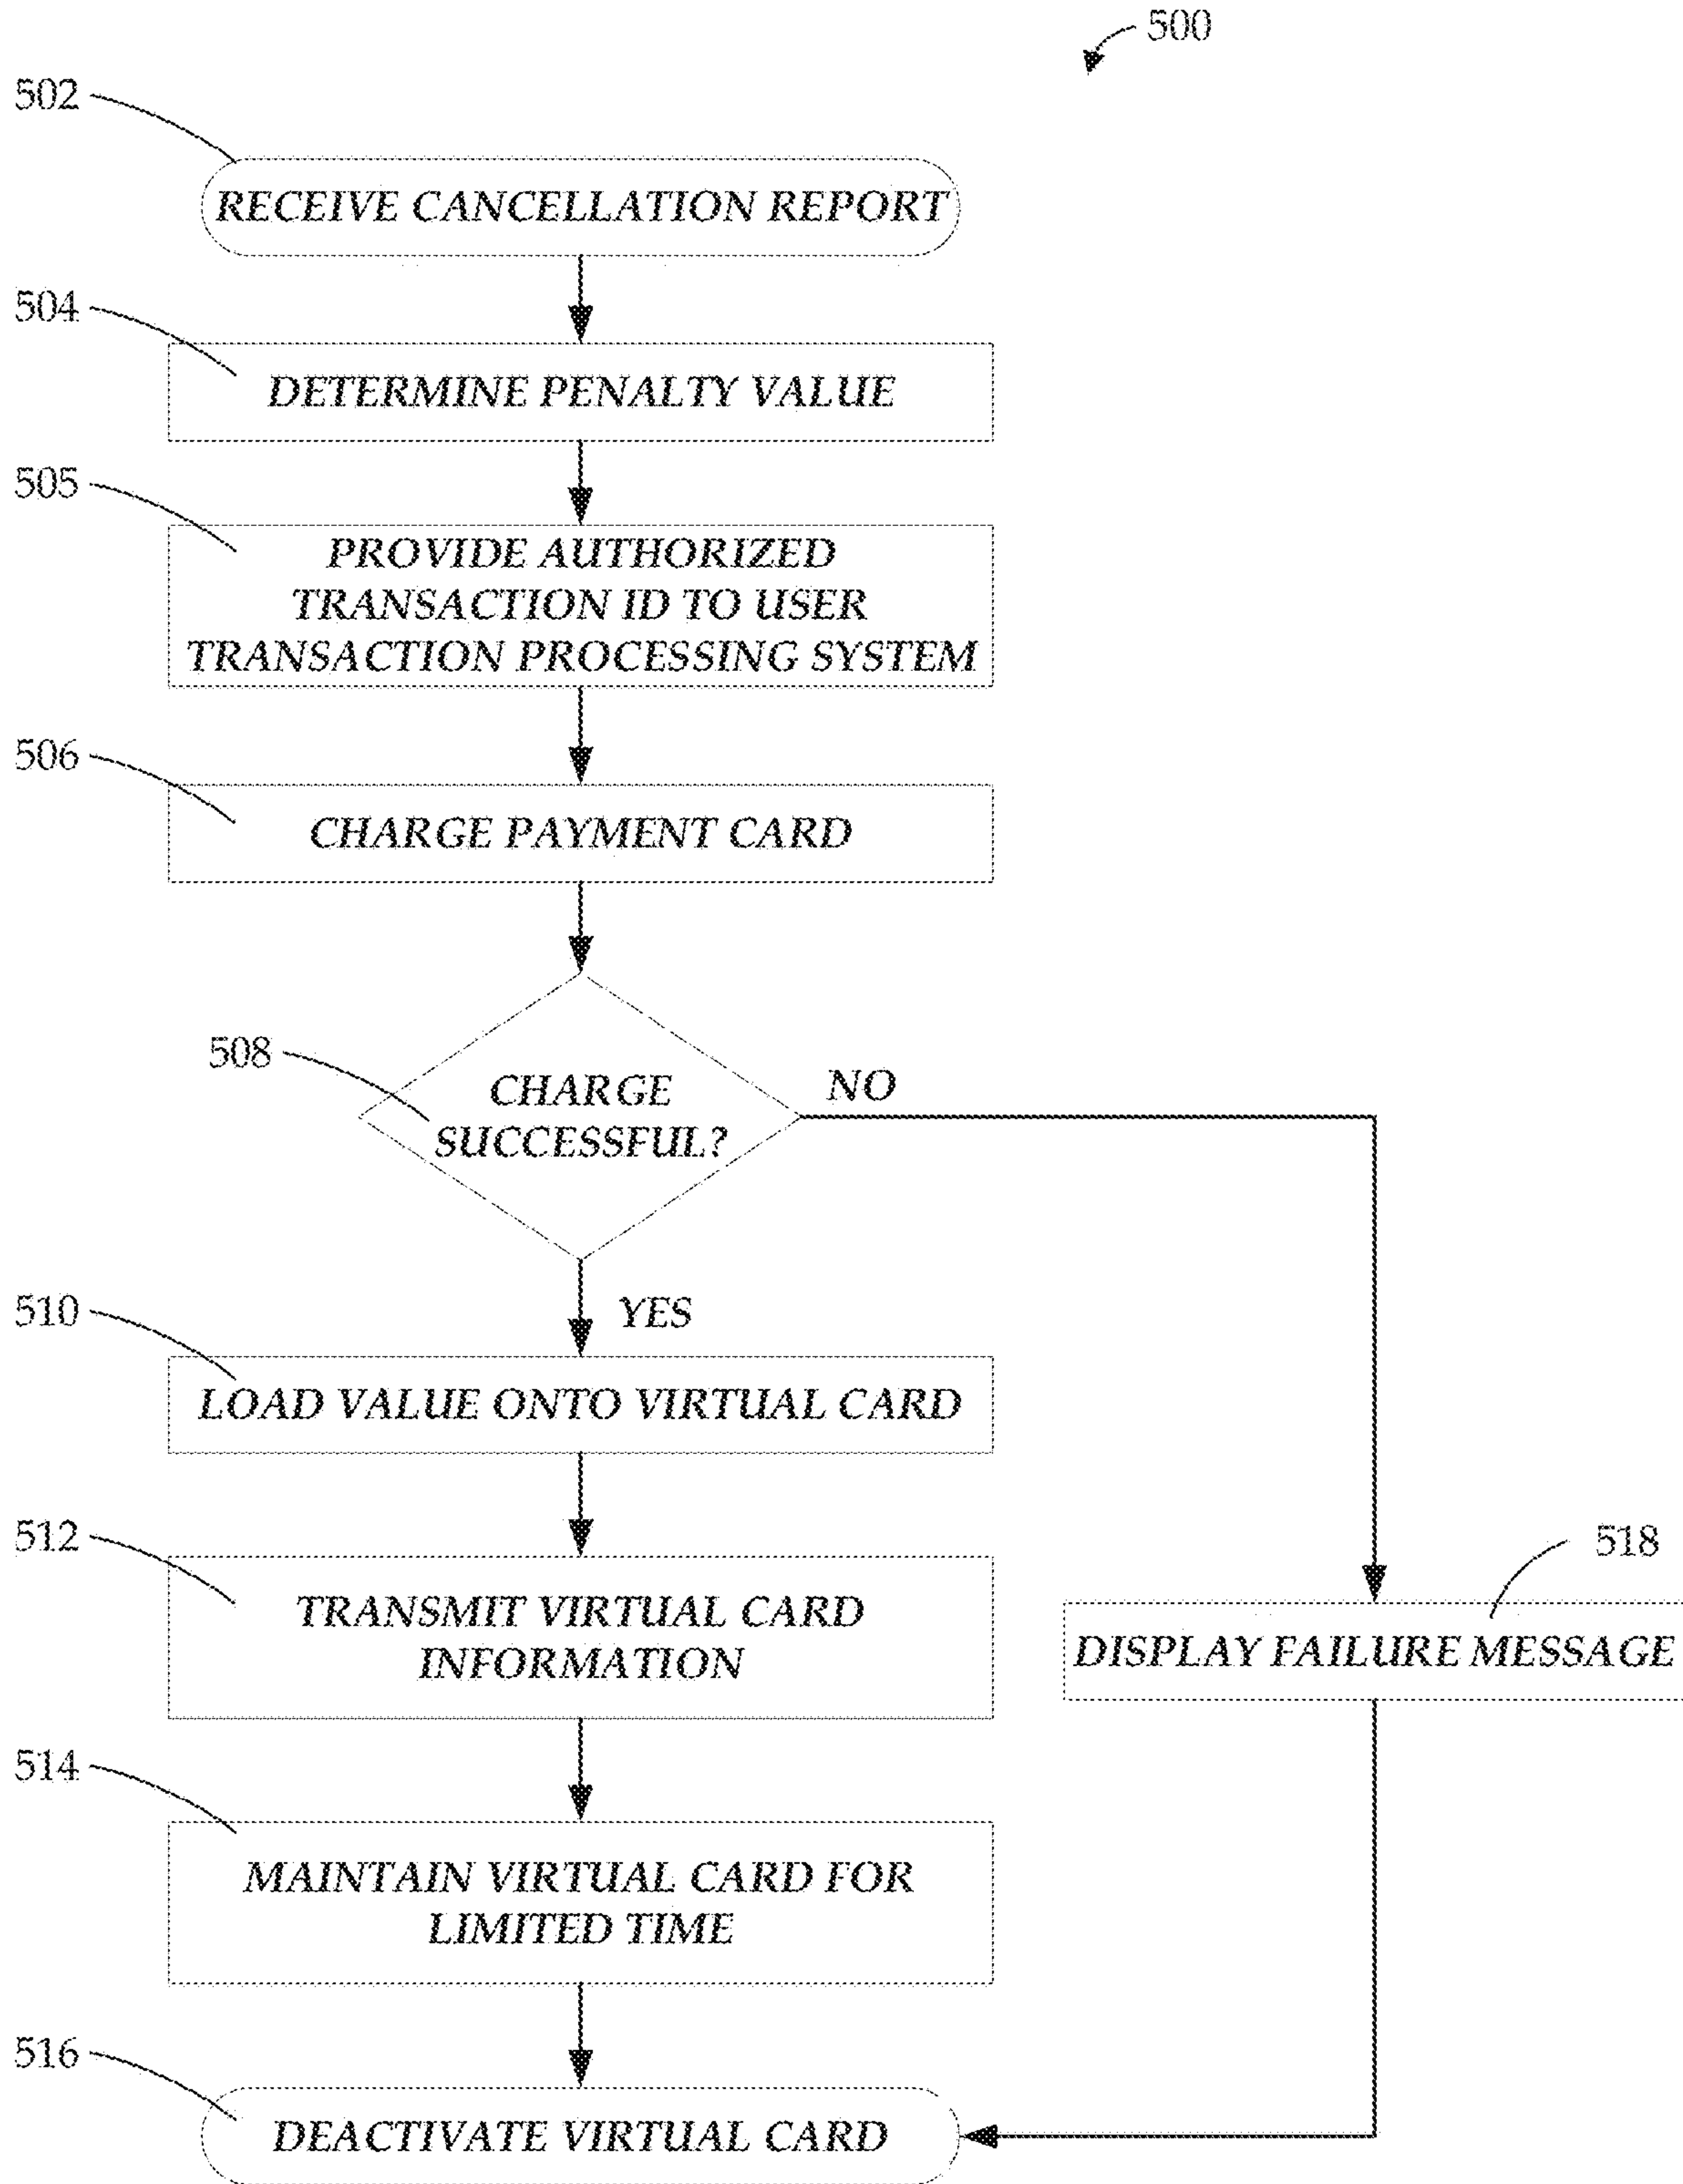 500
502
RECEIVE CANCELLATION REPORT
504
DETERMINE PENALTY VALUE
505
PROVIDE AUTHORIZED
TRANSACTION ID TO USER
TRANSACTION PROCESSING SYSTEM
506
CHARGE PAYMENT CARD
508
CHARGE
SUCCESSFUL?
NO
YES
510
LOAD VALUE ONTO VIRTUAL CARD
512
TRANSMIT VIRTUAL CARD
INFORMATION
518
DISPLAY FAILURE MESSAGE
514
MAINTAIN VIRTUAL CARD FOR
LIMITED TIME
516
DEACTIVATE VIRTUAL CARD